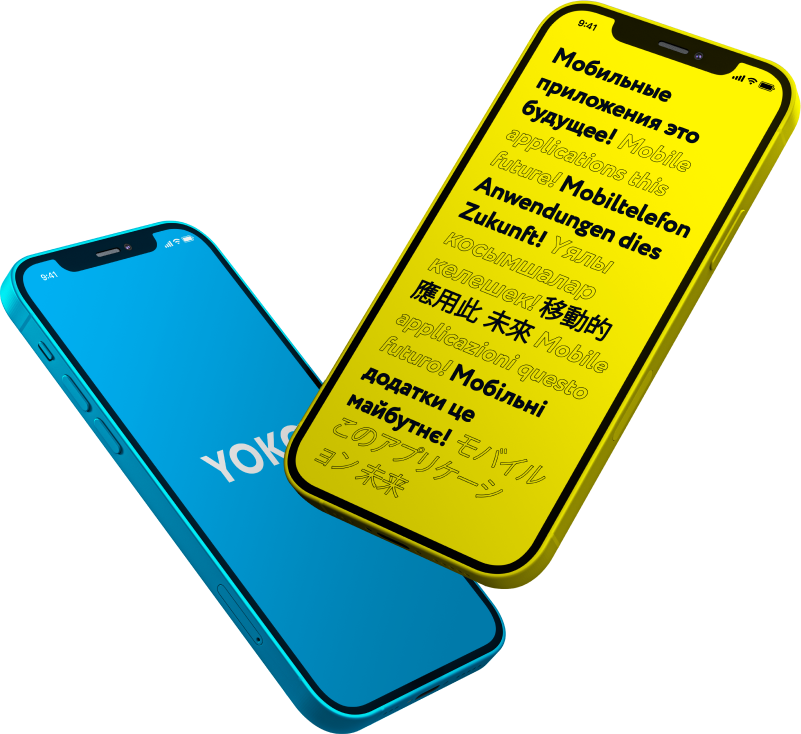 9:41
Мобильные
приложения это
будущее! Mobile
applications this
future! Mobiltelefon
Anwendungen dies
Zukunft! Ұялы
косымшалар
келешек! 移動的
應用此 未來 Mobile
applicazioni questo
futuro! Мобільні
додатки це
майбутнє! モバイル
このアプリケーシ
ョン 未来
9:41